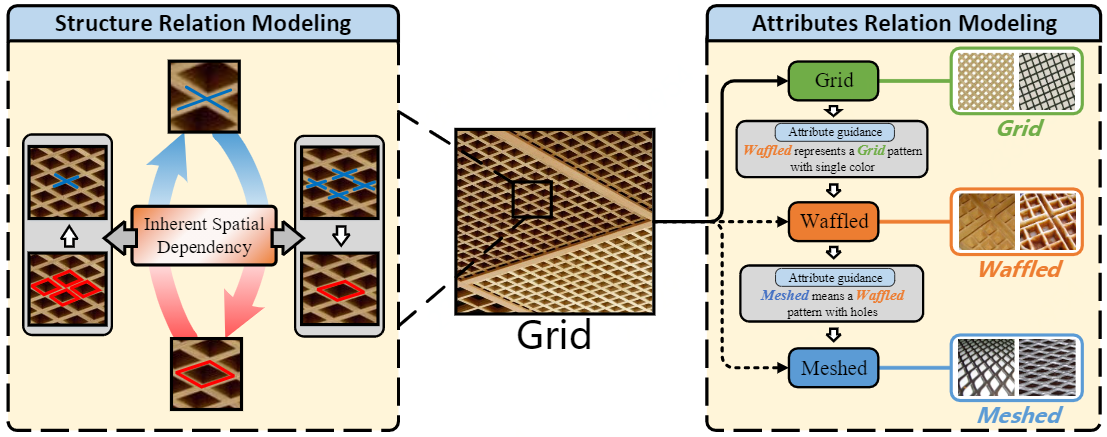 Structure Relation Modeling
Inherent Spatial
Dependency
Grid
Attributes Relation Modeling
Grid
Grid
Attribute guidance
Waffled represents a Grid pattern
with single color
Waffled
Waffled
Attribute guidance
Meshed means a Waffled
pattern with holes
Meshed
Meshed